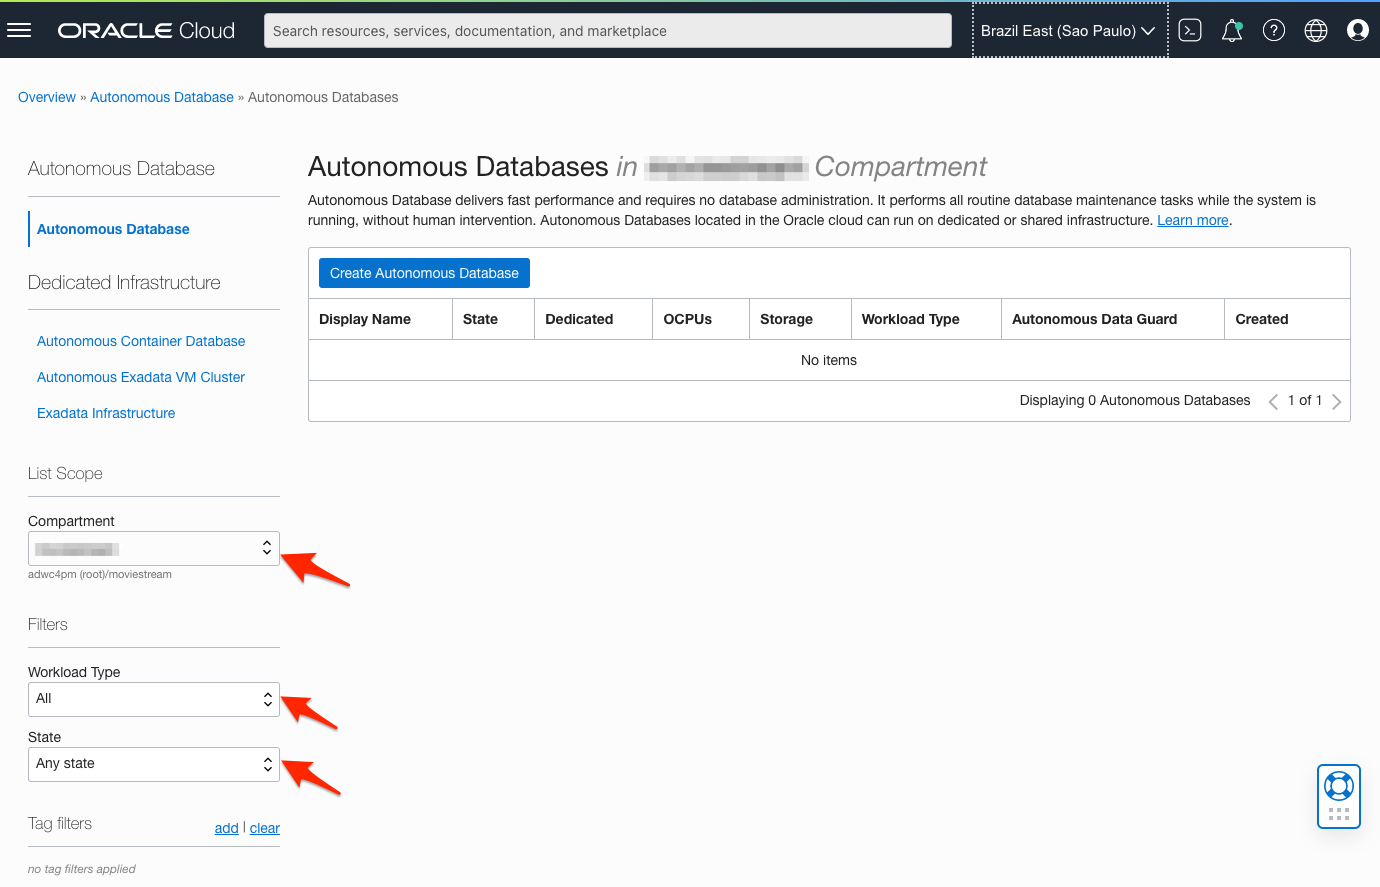 ORACLE Cloud
Search resources, services, documentation, and marketplace
Brazil East (Sao Paulo)
Overview » Autonomous Database » Autonomous Databases
Autonomous Database
Autonomous Database
Dedicated Infrastructure
Autonomous Container Database
Autonomous Exadata VM Cluster
Exadata Infrastructure
List Scope
Compartment
adwc4pm (root)/moviestream
Filters
Workload Type
All
State
Any state
Tag filters
add | clear
no tag filters applied
Autonomous Databases in Compartment
Autonomous Database delivers fast performance and requires no database administration. It performs all routine database maintenance tasks while the system is
running, without human intervention. Autonomous Databases located in the Oracle cloud can run on dedicated or shared infrastructure. Learn more.
Create Autonomous Database
Display Name State Dedicated OCPUs Storage Workload Type Autonomous Data Guard Created
No items
Displaying 0 Autonomous Databases 1 of 1